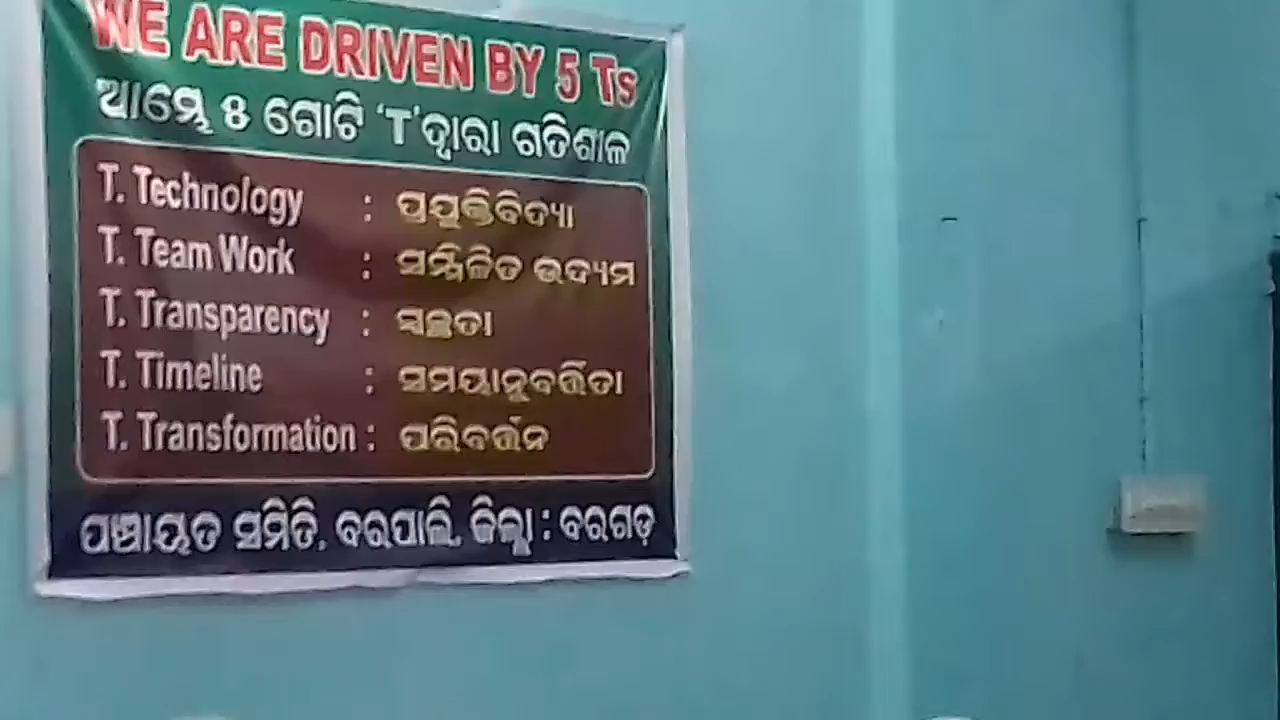 WE ARE DRIVEN BY 5 Ts
ଆମ୍ଭେ ୫ ଗୋଟି 'T' ଦ୍ୱାରା ଗତିଶୀଳ
T. Technology : ପ୍ରଯୁକ୍ତିବିଦ୍ୟା
T. Team Work : ସମ୍ମିଳିତ ଉଦ୍ୟମ
T. Transparency : ସ୍ୱଚ୍ଛତା
T. Timeline : ସମୟାନୁବର୍ତ୍ତିତା
T. Transformation : ପରିବର୍ତ୍ତନ
ପଞ୍ଚାୟତ ସମିତି, ବରପାଲି, ଜିଲ୍ଲା : ବରଗଡ଼